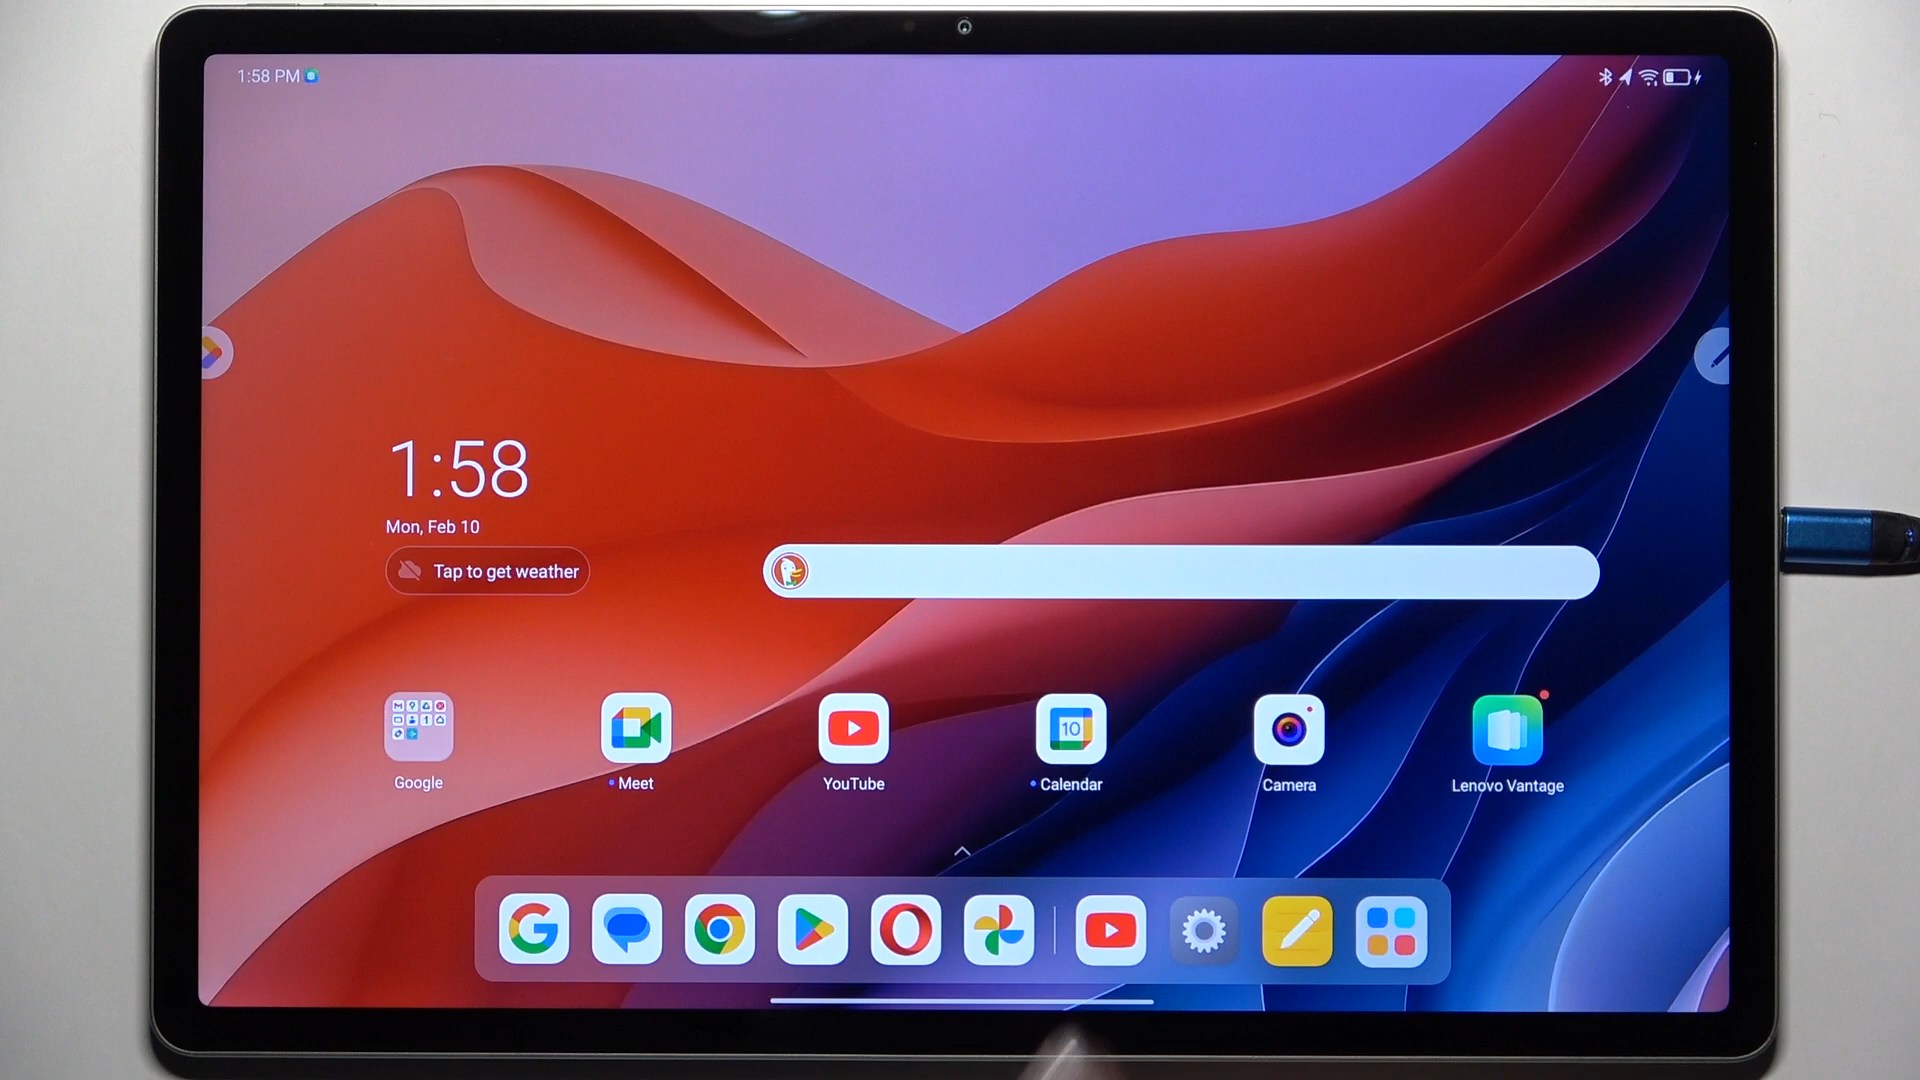 1:58 PM
1:58
Mon, Feb 10
Tap to get weather
10
Google
Meet
YouTube
Calendar
Camera
Lenovo Vantage